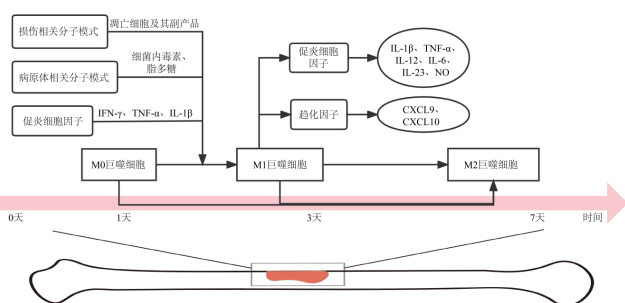 损伤相关分子模式
凋亡细胞及其副产品
病原体相关分子模式
细菌内毒素、
脂多糖
促炎细胞因子
IFN-γ、TNF-α、IL-1β
促炎细胞
因子
IL-1β、TNF-α、
IL-12、IL-6、
IL-23、NO
趋化因子
CXCL9、
CXCL10
M0巨噬细胞
M1巨噬细胞
M2巨噬细胞
0天
1天
3天
7天
时间